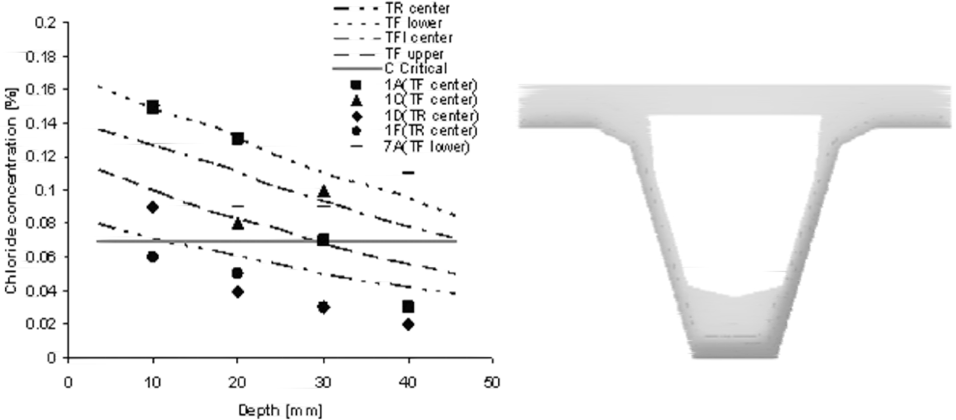 TR center
TF lower
TFI center
TF upper
C Critical
1A(TF center)
1C(TF center)
1D(TR center)
1F(TR center)
7A(TF lower)
Chloride concentration [%]
0.2
0.18
0.16
0.14
0.12
0.1
0.08
0.06
0.04
0.02
0
0 10 20 30 40 50
Depth [mm]